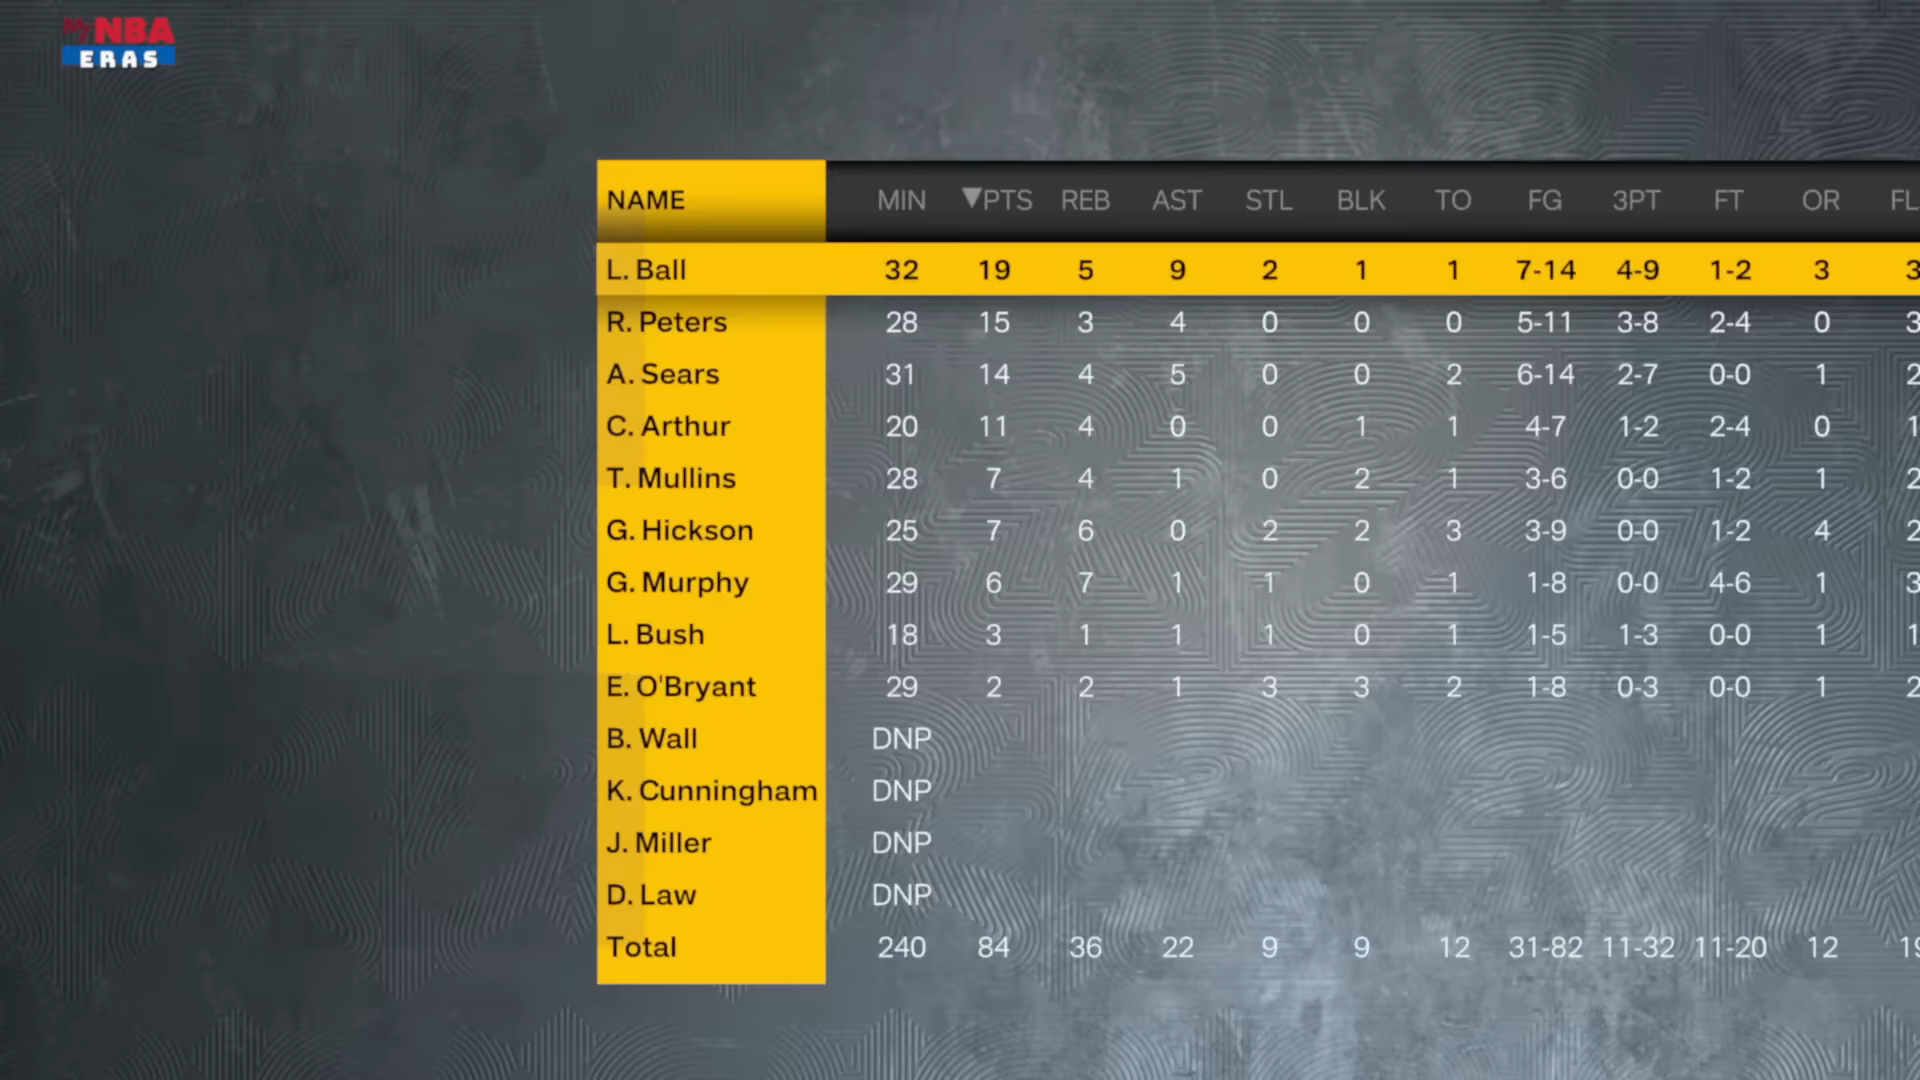 MyNBA
ERAS
NAME MIN ▼PTS REB AST STL BLK TO FG 3PT FT OR FL
L. Ball 32 19 5 9 2 1 1 7-14 4-9 1-2 3 3
R. Peters 28 15 3 4 0 0 0 5-11 3-8 2-4 0 3
A. Sears 31 14 4 5 0 0 2 6-14 2-7 0-0 1 2
C. Arthur 20 11 4 0 0 1 1 4-7 1-2 2-4 0 1
T. Mullins 28 7 4 1 0 2 1 3-6 0-0 1-2 1 2
G. Hickson 25 7 6 0 2 2 3 3-9 0-0 1-2 4 2
G. Murphy 29 6 7 1 1 0 1 1-8 0-0 4-6 1 3
L. Bush 18 3 1 1 1 0 1 1-5 1-3 0-0 1 1
E. O'Bryant 29 2 2 1 3 3 2 1-8 0-3 0-0 1 2
B. Wall DNP
K. Cunningham DNP
J. Miller DNP
D. Law DNP
Total 240 84 36 22 9 9 12 31-82 11-32 11-20 12 19